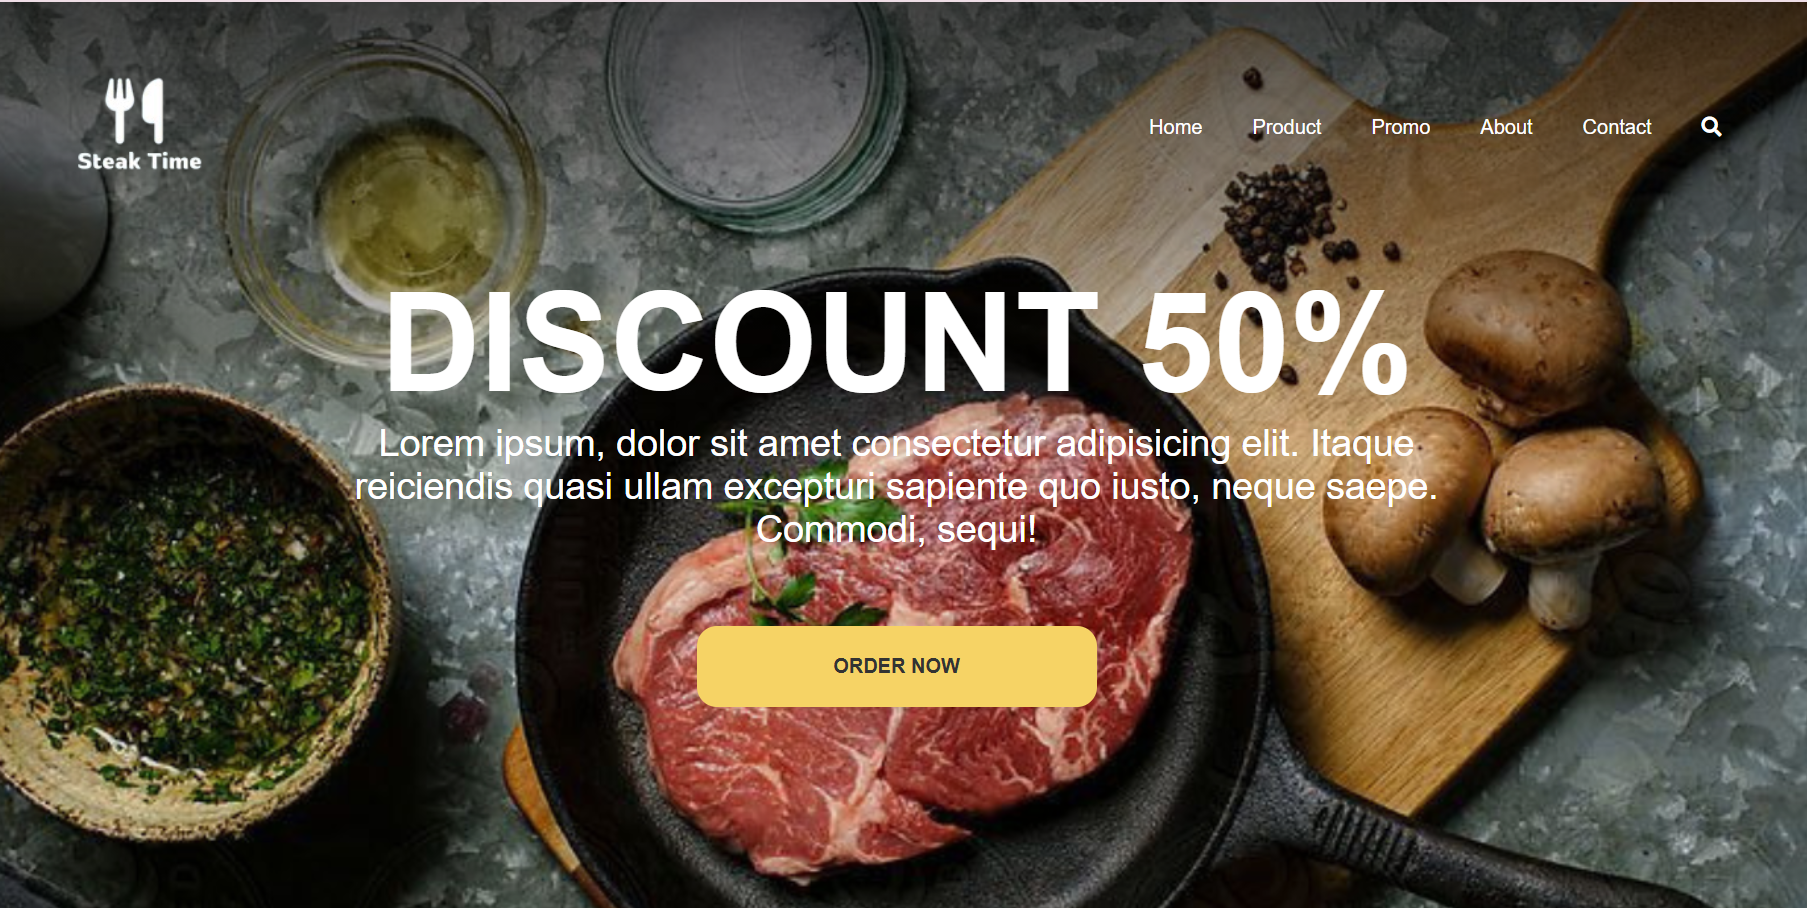 Steak Time
Home Product Promo About Contact
DISCOUNT 50%
Lorem ipsum, dolor sit amet consectetur adipisicing elit. Itaque
reiciendis quasi ullam excepturi sapiente quo iusto, neque saepe.
Commodi, sequi!
ORDER NOW